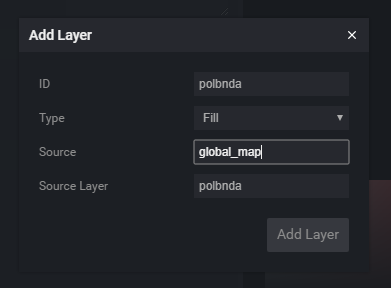 Add Layer ×
ID polbnda
Type Fill ▼
Source global_map
Source Layer polbnda
Add Layer